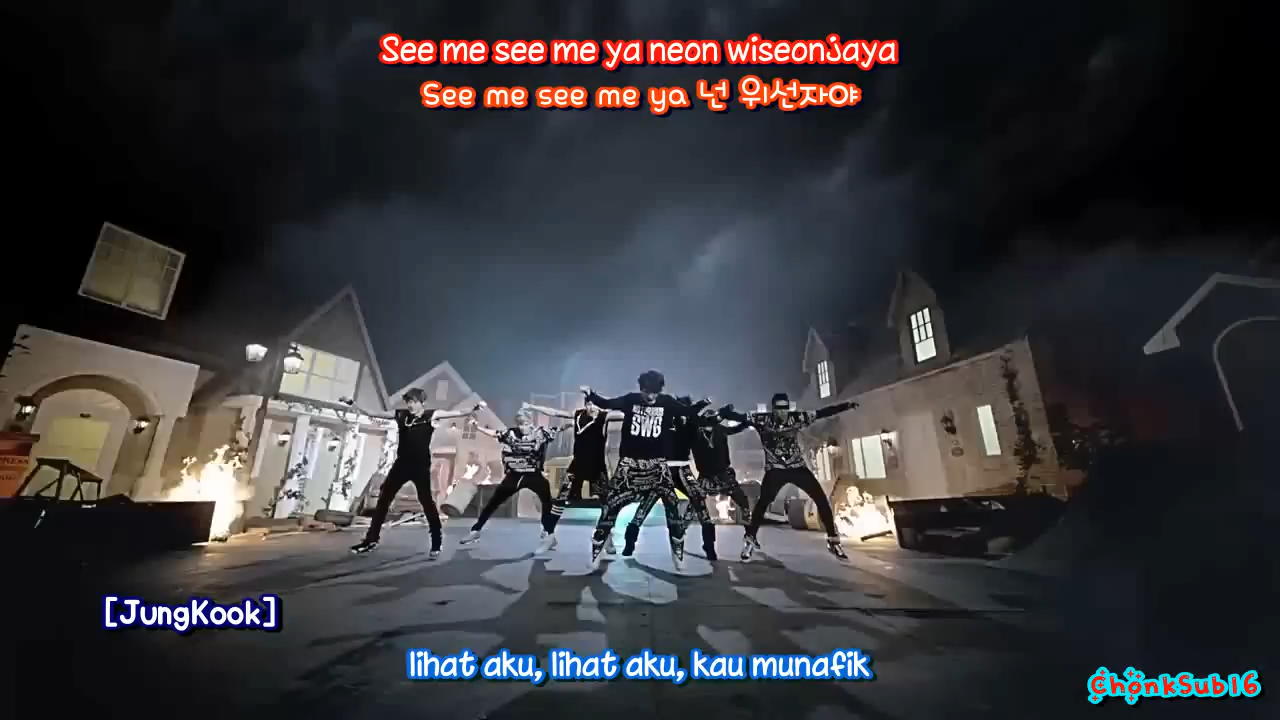 See me see me ya neon wiseonjaya
See me see me ya 넌 위선자야
SWG
[JungKook]
lihat aku, lihat aku, kau munafik
ChonkSub16